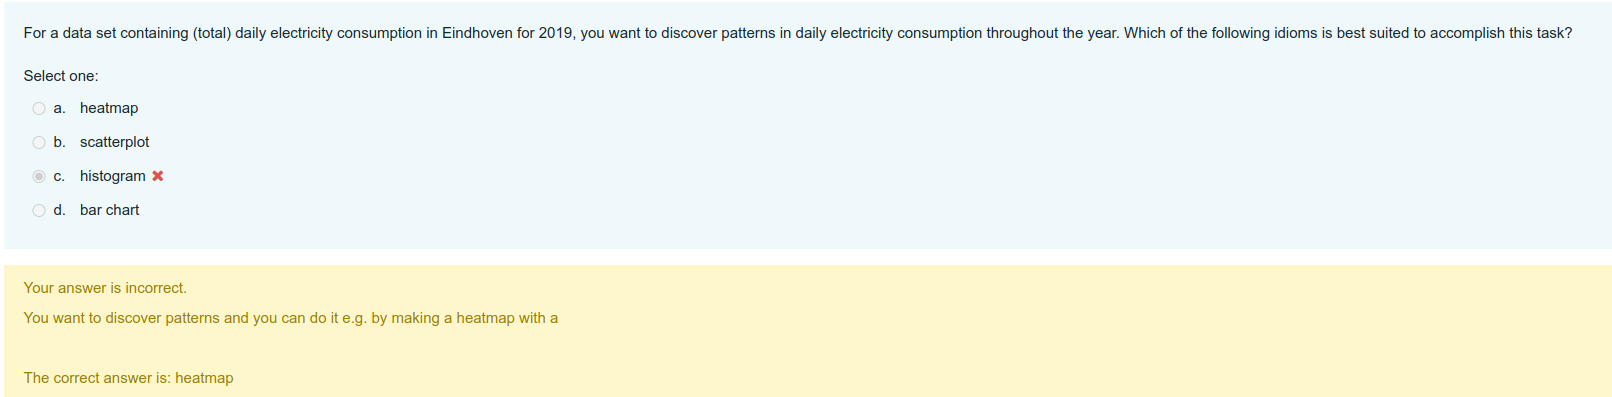 For a data set containing (total) daily electricity consumption in Eindhoven for 2019, you want to discover patterns in daily electricity consumption throughout the year. Which of the following idioms is best suited to accomplish this task?
Select one:
a. heatmap
b. scatterplot
c. histogram ✖
d. bar chart
Your answer is incorrect.
You want to discover patterns and you can do it e.g. by making a heatmap with a
The correct answer is: heatmap